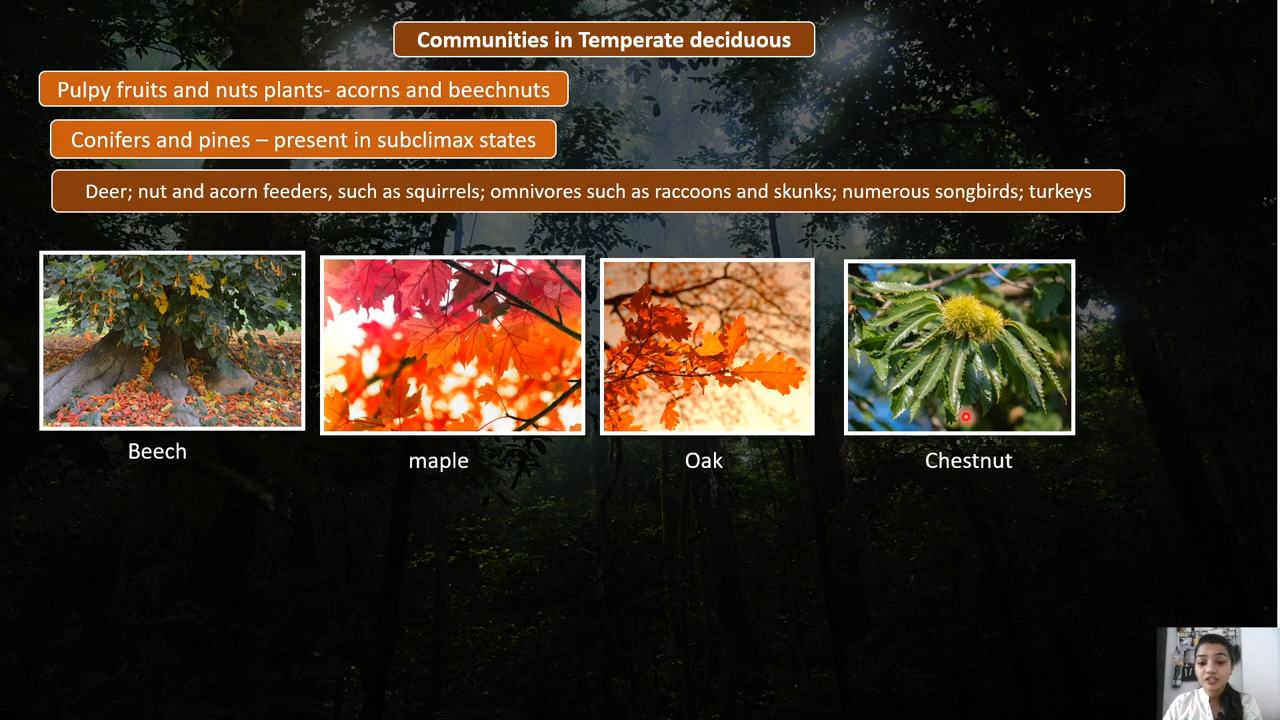 Communities in Temperate deciduous
Pulpy fruits and nuts plants- acorns and beechnuts
Conifers and pines – present in subclimax states
Deer; nut and acorn feeders, such as squirrels; omnivores such as raccoons and skunks; numerous songbirds; turkeys
Beech
maple
Oak
Chestnut